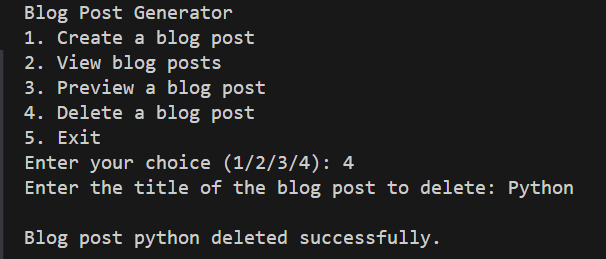 Blog Post Generator
1. Create a blog post
2. View blog posts
3. Preview a blog post
4. Delete a blog post
5. Exit
Enter your choice (1/2/3/4): 4
Enter the title of the blog post to delete: Python
Blog post python deleted successfully.